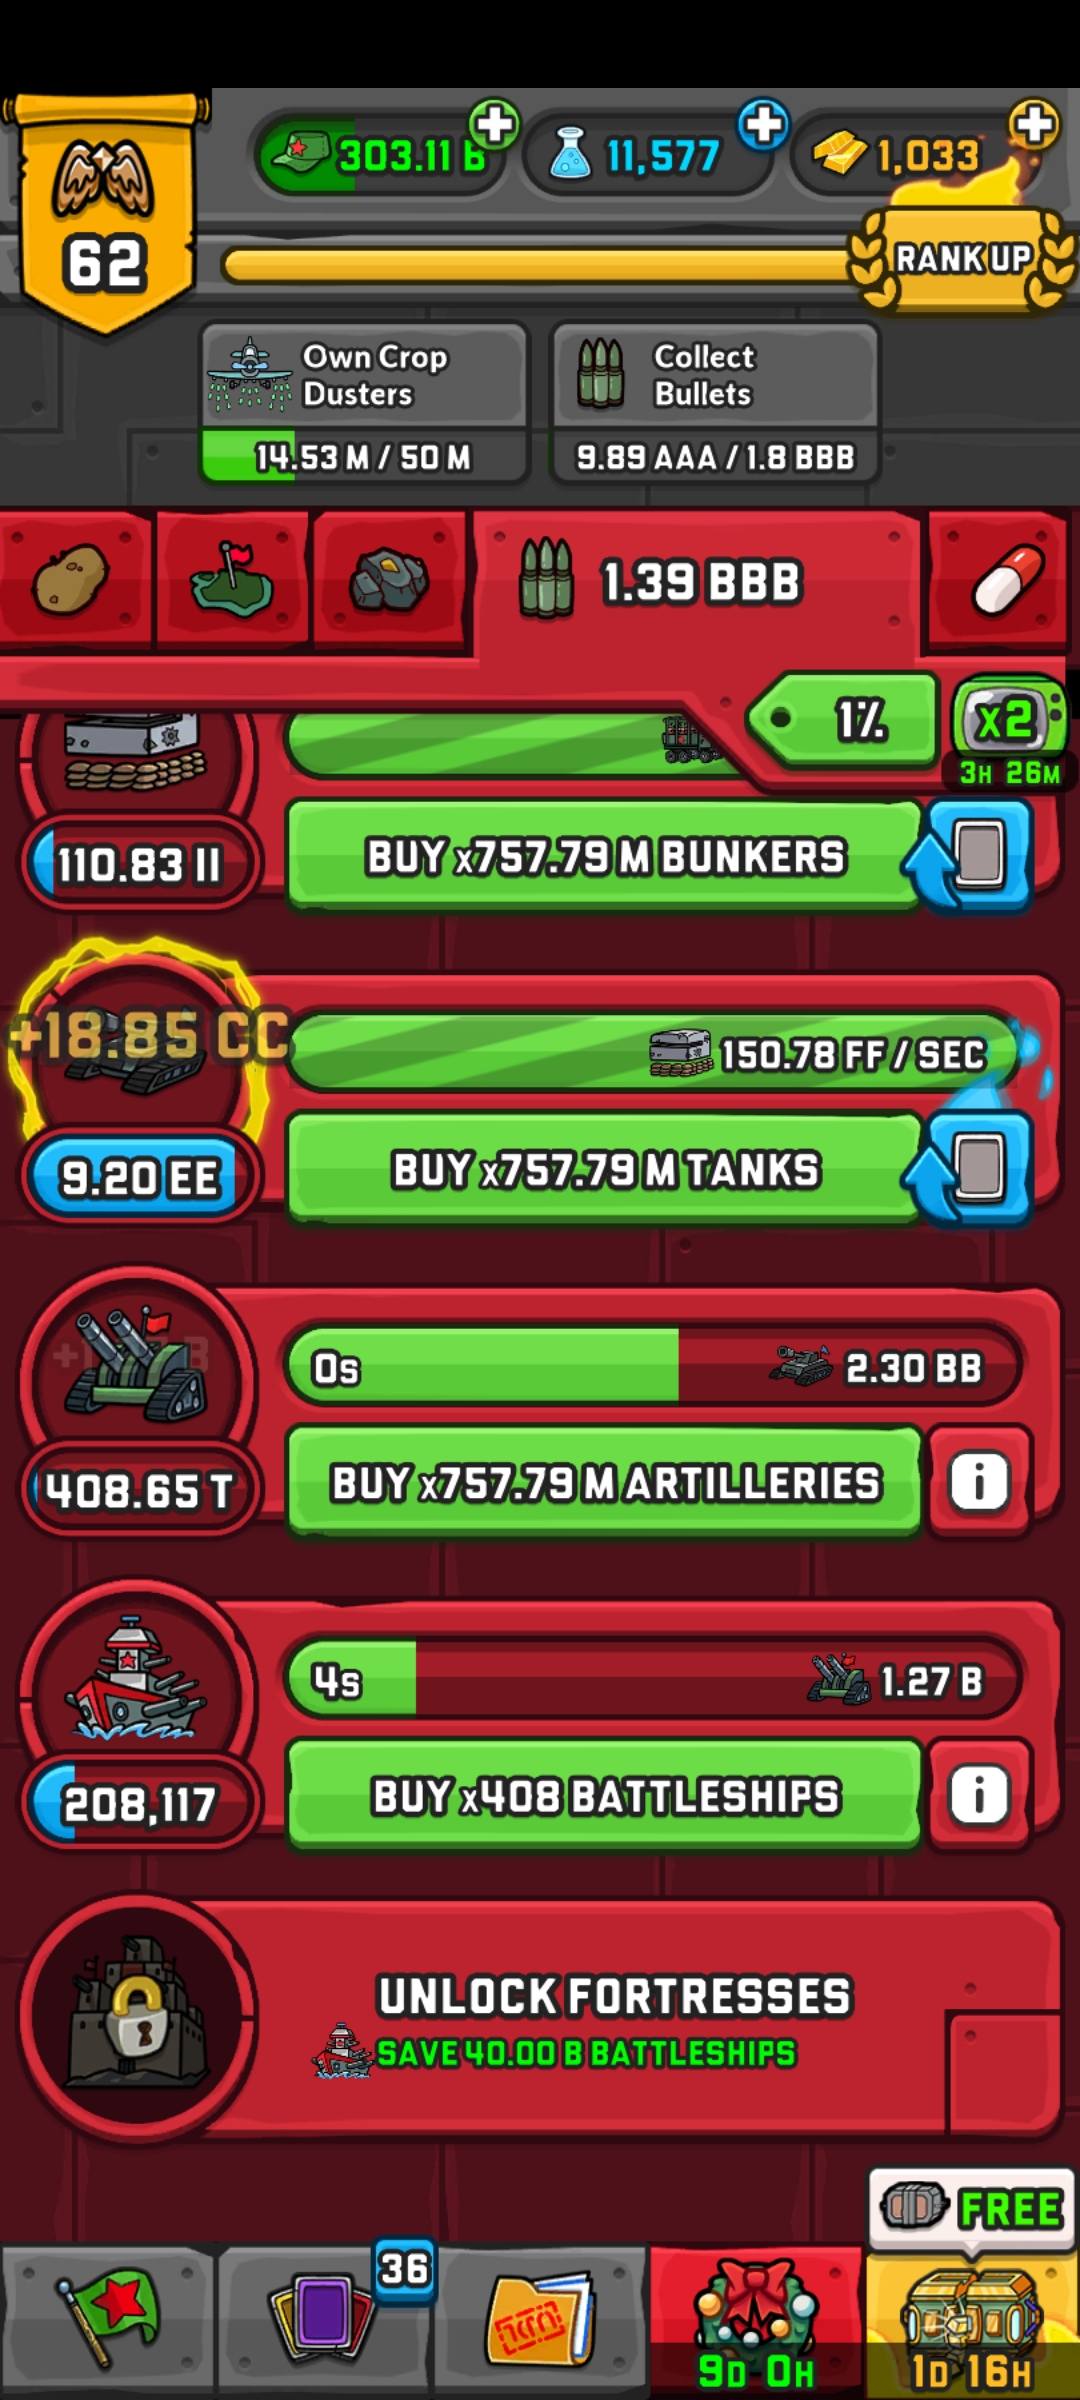 303.11 B
11,577
1,033
62
RANK UP
Own Crop
Dusters
14.53 M / 50 M
Collect
Bullets
9.89 AAA / 1.8 BBB
1.39 BBB
1%
x2
3H 26M
110.83 II
BUY x757.79 M BUNKERS
+18.85 CC
150.78 FF / SEC
9.20 EE
BUY x757.79 M TANKS
0s
2.30 BB
408.65 T
BUY x757.79 M ARTILLERIES
i
4s
1.27 B
208,117
BUY x408 BATTLESHIPS
i
UNLOCK FORTRESSES
SAVE 40.00 B BATTLESHIPS
FREE
36
9D 0H
1D 16H